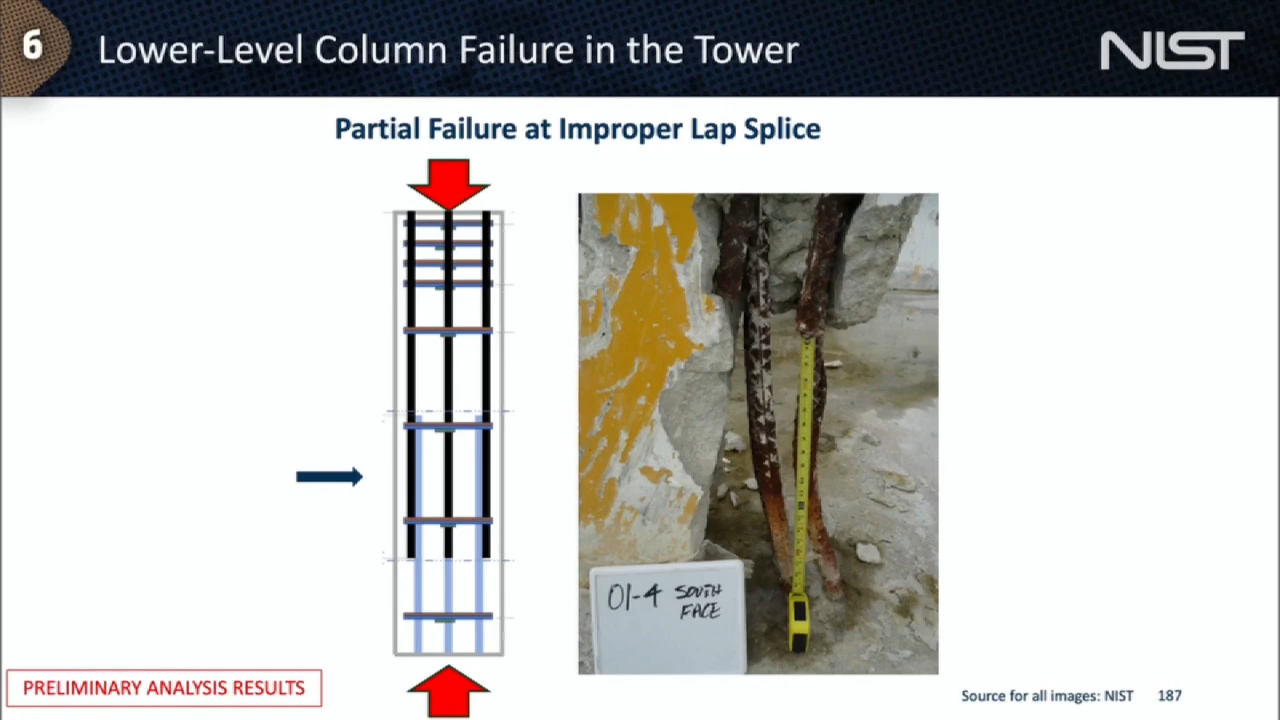 6
Lower-Level Column Failure in the Tower
NIST
Partial Failure at Improper Lap Splice
01-4 SOUTH
FACE
PRELIMINARY ANALYSIS RESULTS
Source for all images: NIST 187